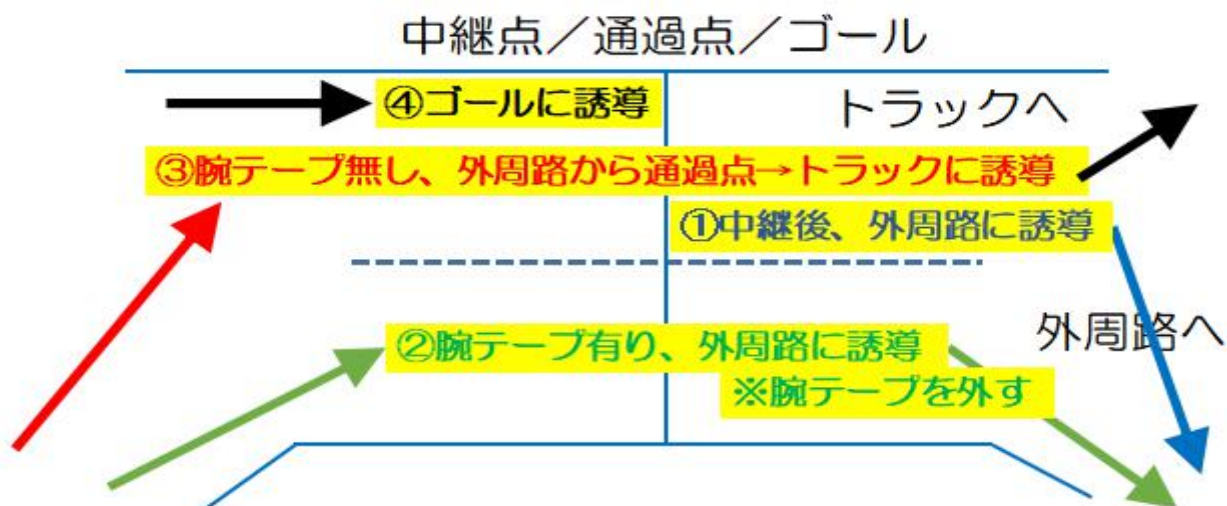 中継点／通過点／ゴール
④ゴールに誘導
トラックへ
③腕テープ無し、外周路から通過点→トラックに誘導
①中継後、外周路に誘導
外周路へ
②腕テープ有り、外周路に誘導
※腕テープを外す